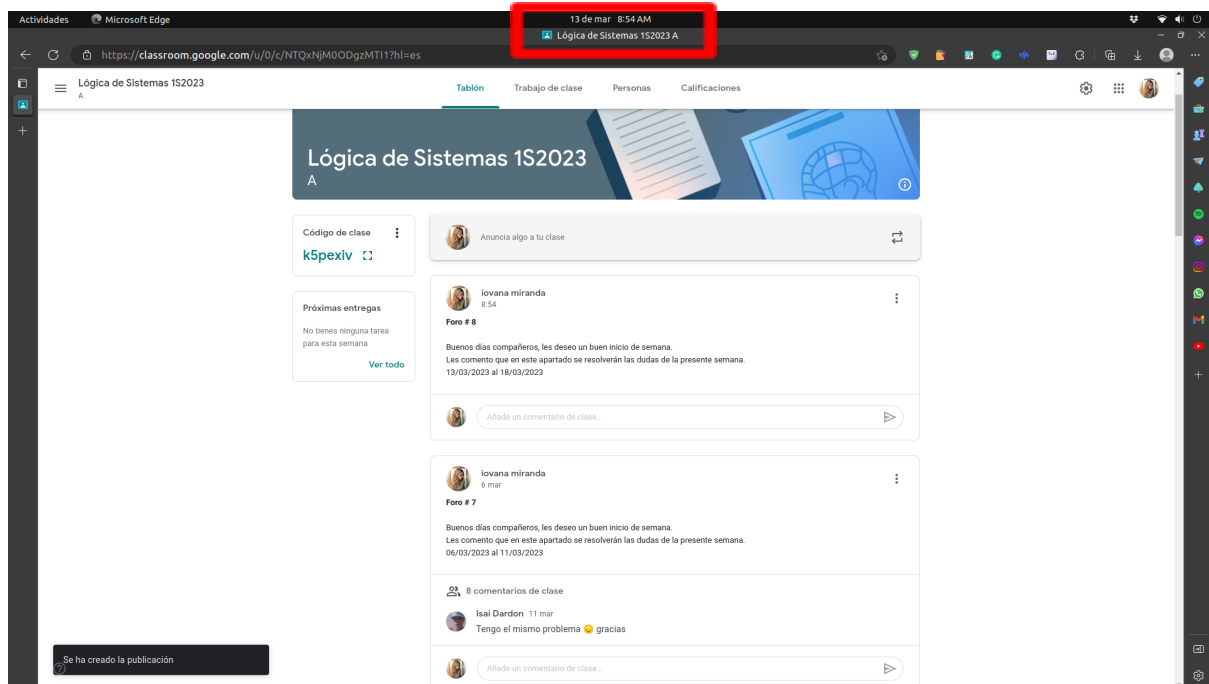 Actividades Microsoft Edge 13 de mar 8:54 AM
Lógica de Sistemas 1S2023 A
https://classroom.google.com/u/0/c/NTQxNjM0ODgzMTI1?hl=es
Lógica de Sistemas 1S2023
A
Tablón Trabajo de clase Personas Calificaciones
Lógica de Sistemas 1S2023
A
Código de clase
k5pexiv
Próximas entregas
No tienes ninguna tarea
para esta semana
Ver todo
Anuncia algo a tu clase
iovana miranda
8:54
Foro # 8
Buenos días compañeros, les deseo un buen inicio de semana.
Les comento que en este apartado se resolverán las dudas de la presente semana.
13/03/2023 al 18/03/2023
Añade un comentario de clase...
iovana miranda
6 mar
Foro # 7
Buenos días compañeros, les deseo un buen inicio de semana.
Les comento que en este apartado se resolverán las dudas de la presente semana.
06/03/2023 al 11/03/2023
8 comentarios de clase
Isai Dardon 11 mar
Tengo el mismo problema 😞 gracias
Añade un comentario de clase...
Se ha creado la publicación